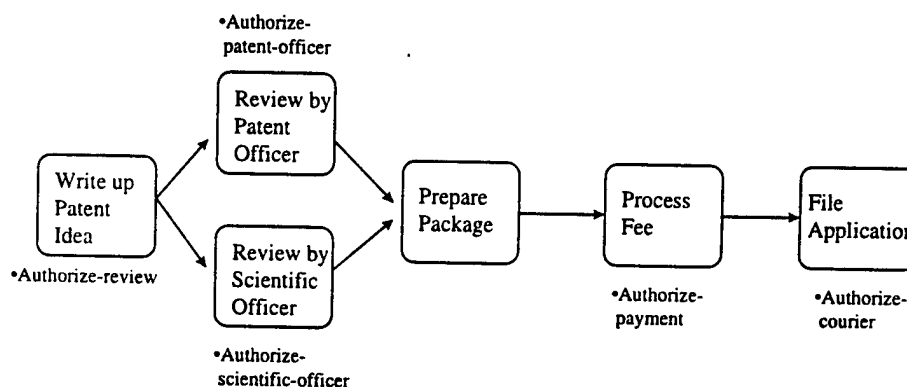 •Authorize-
patent-officer
Review by
Patent
Officer
Write up
Patent
Idea
•Authorize-review
Review by
Scientific
Officer
•Authorize-
scientific-officer
Prepare
Package
Process
Fee
•Authorize-
payment
File
Application
•Authorize-
courier